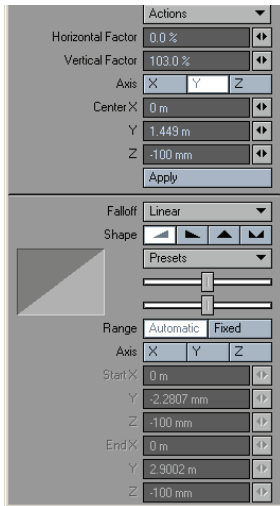 Actions
Horizontal Factor 0.0 %
Vertical Factor 103.0 %
Axis X Y Z
Center X 0 m
Y 1.449 m
Z -100 mm
Apply
Falloff Linear
Shape
Presets
Range Automatic Fixed
Axis X Y Z
Start X 0 m
Y -2.2807 mm
Z -100 mm
End X 0 m
Y 2.9002 m
Z -100 mm